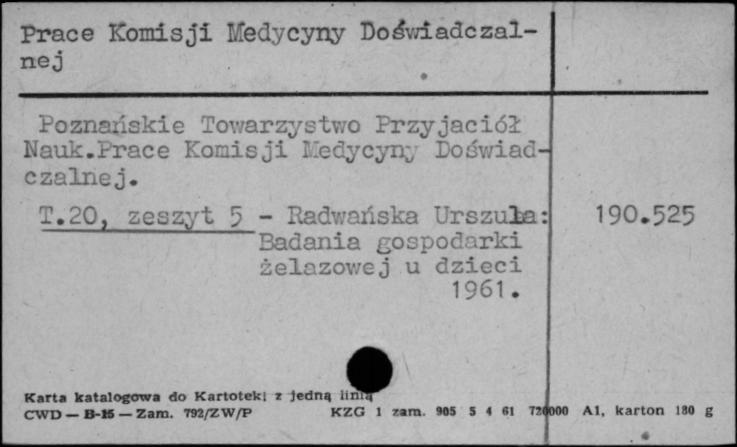 Prace Komisji Medycyny Doświadczal-
nej
Poznańskie Towarzystwo Przyjaciół
Nauk.Prace Komisji Medycyny Doświad-
czalnej.
T.20, zeszyt 5 - Radwańska Urszula: 190.525
Badania gospodarki
żelazowej u dzieci
1961.
Karta katalogowa do Kartoteki z jedną linią
CWD — B-15 — Zam. 792/ZW/P KZG 1 zam. 905 5 4 61 720000 A1, karton 180 g